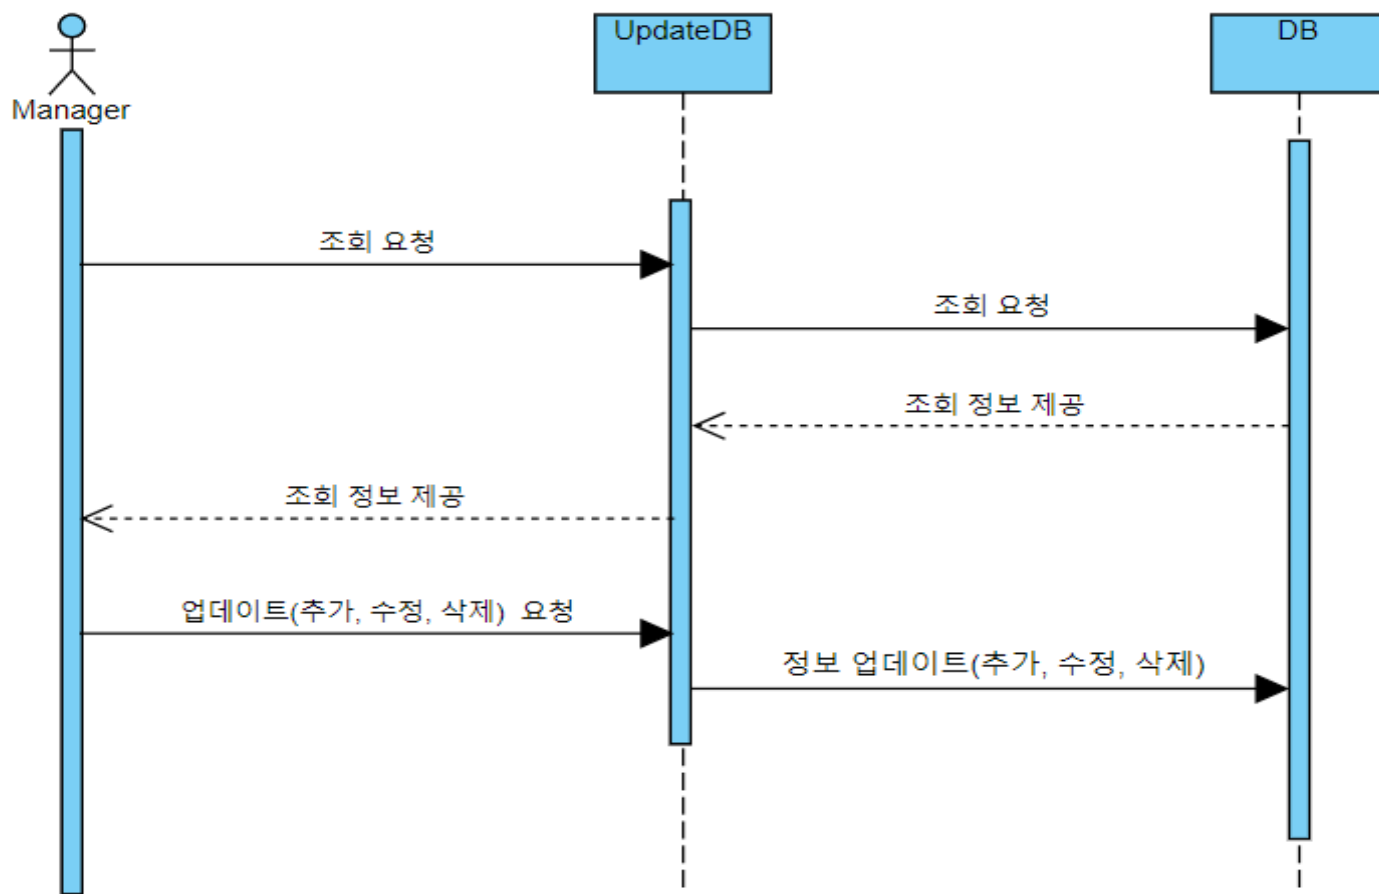 UpdateDB
DB
Manager
조회 요청
조회 요청
조회 정보 제공
조회 정보 제공
업데이트(추가, 수정, 삭제) 요청
정보 업데이트(추가, 수정, 삭제)